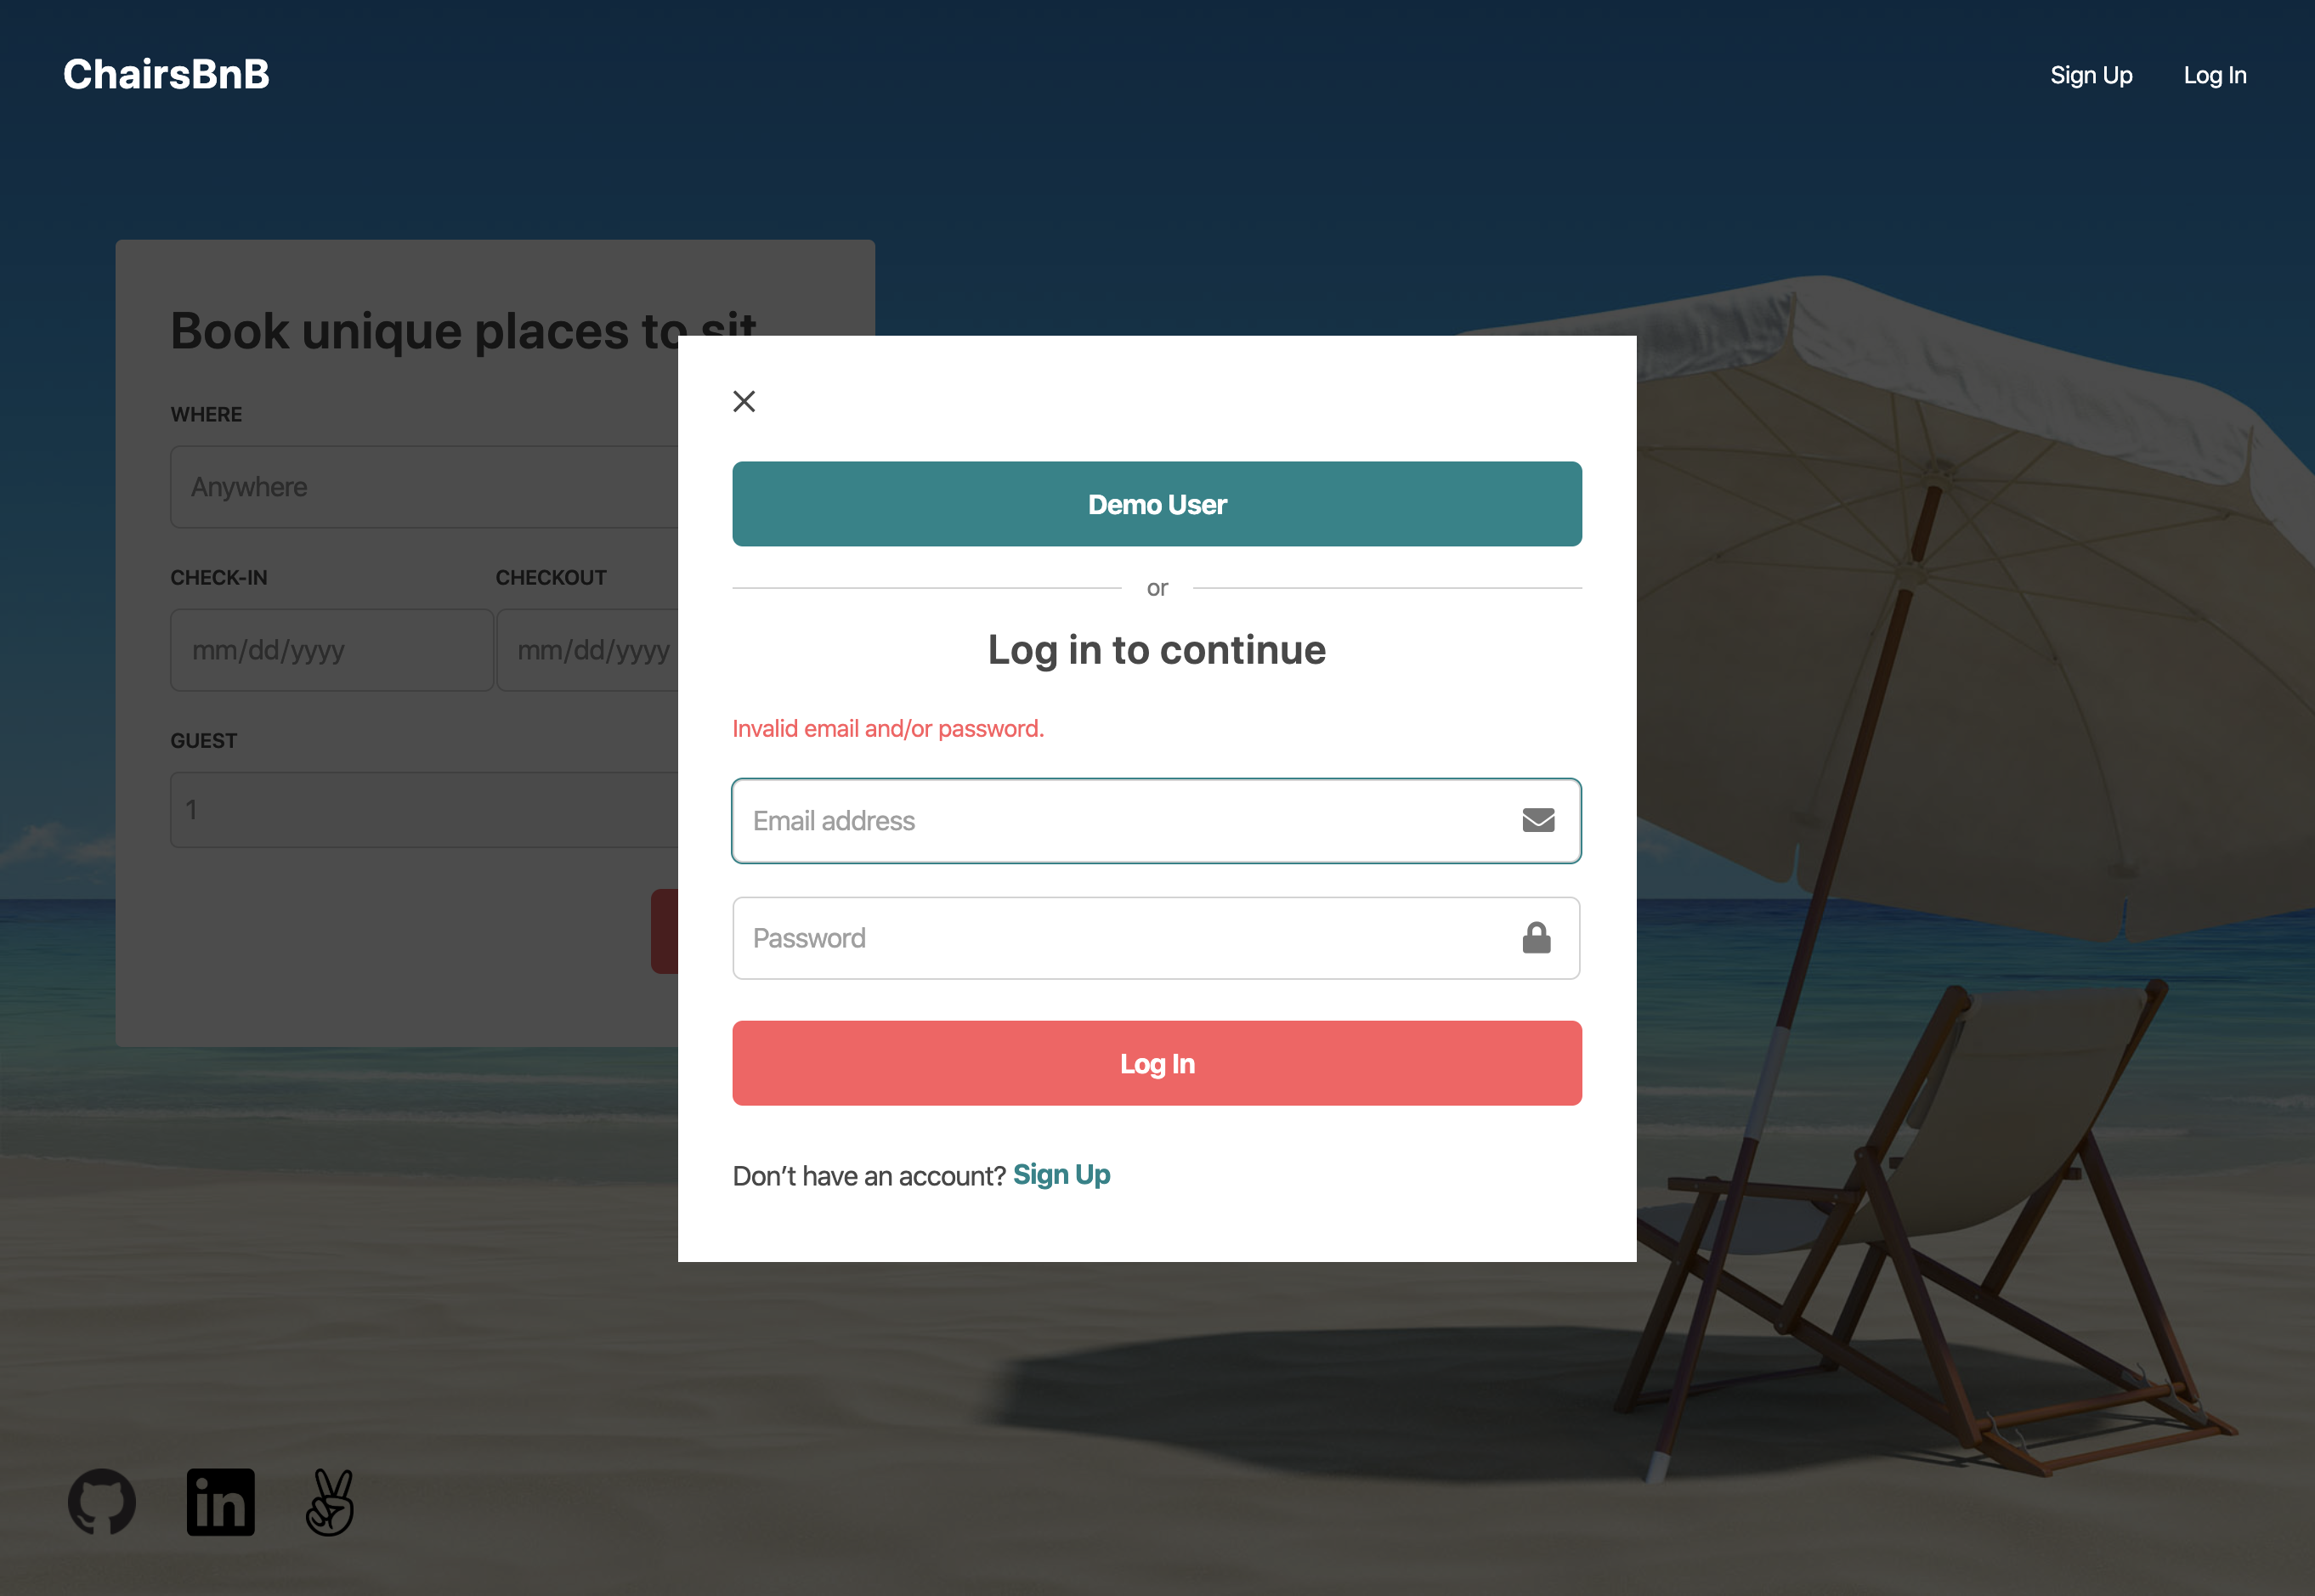 ChairsBnB
Sign Up
Log In
Book unique places to sit
WHERE
Anywhere
CHECK-IN
CHECKOUT
mm/dd/yyyy
mm/dd/yyyy
GUEST
1
Demo User
or
Log in to continue
Invalid email and/or password.
Email address
Password
Log In
Don't have an account? Sign Up
in